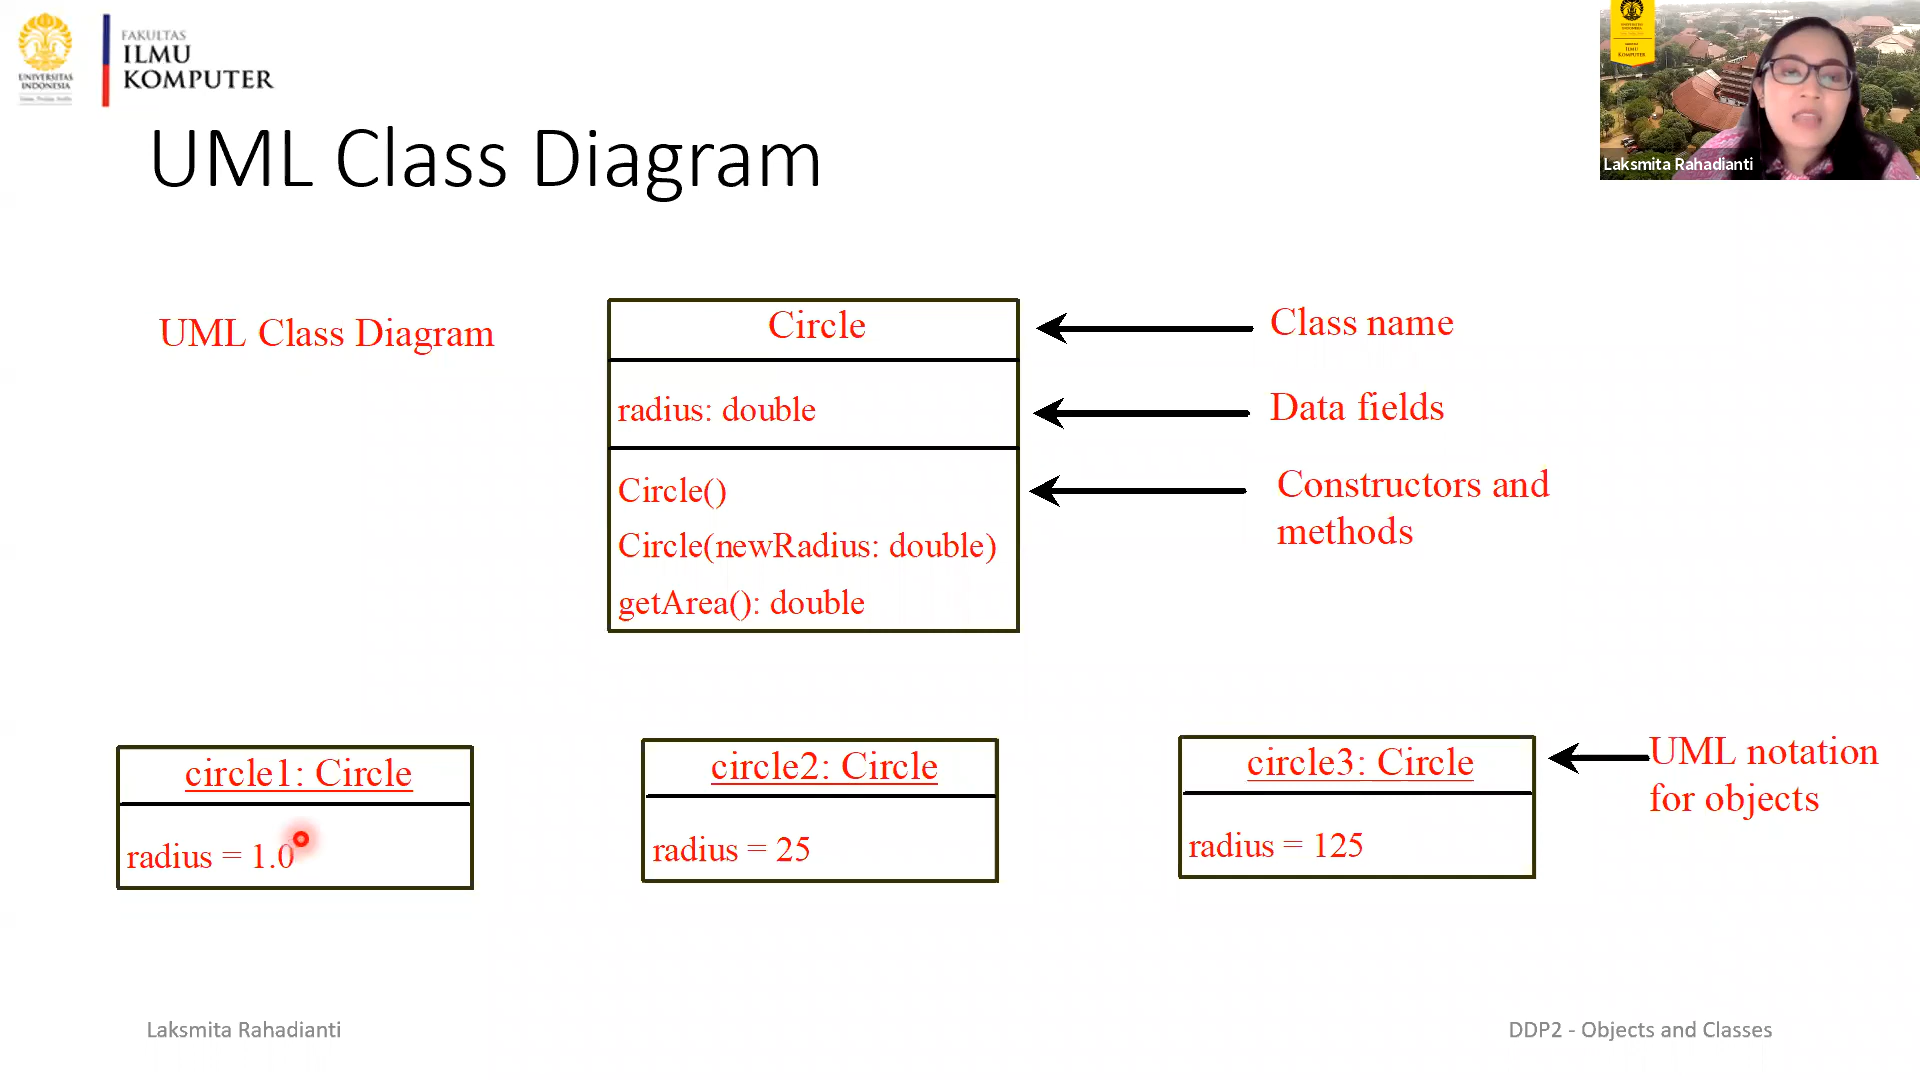 UNIVERSITAS
INDONESIA
FAKULTAS
ILMU
KOMPUTER
UML Class Diagram
Laksmita Rahadianti
UML Class Diagram
Circle
Class name
radius: double
Data fields
Circle()
Constructors and
methods
Circle(newRadius: double)
getArea(): double
circle1: Circle
radius = 1.0
circle2: Circle
radius = 25
circle3: Circle
radius = 125
UML notation
for objects
Laksmita Rahadianti
DDP2 - Objects and Classes